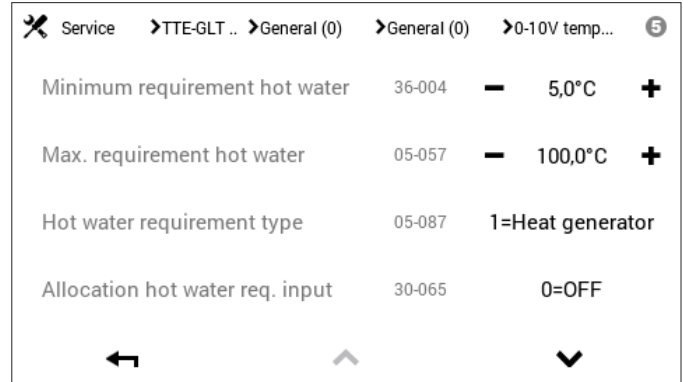 Service >TTE-GLT .. >General (0) >General (0) >0-10V temp... 5
Minimum requirement hot water 36-004 − 5,0°C +
Max. requirement hot water 05-057 − 100,0°C +
Hot water requirement type 05-087 1=Heat generator
Allocation hot water req. input 30-065 0=OFF